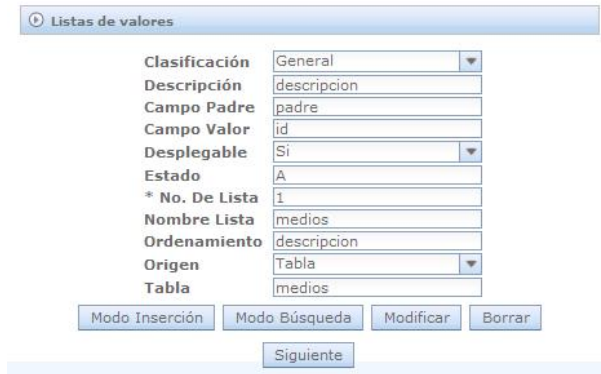 Listas de valores
Clasificación General
Descripción descripcion
Campo Padre padre
Campo Valor id
Desplegable Si
Estado A
* No. De Lista 1
Nombre Lista medios
Ordenamiento descripcion
Origen Tabla
Tabla medios
Modo Inserción Modo Búsqueda Modificar Borrar
Siguiente